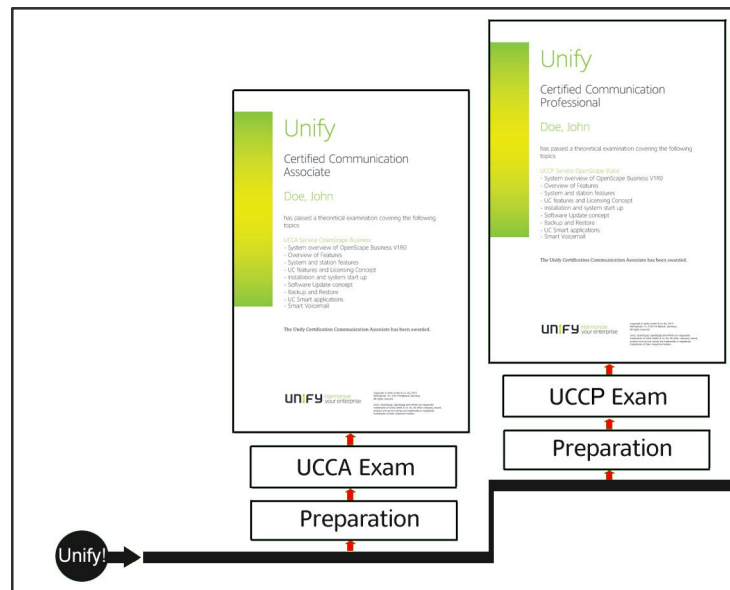 Unify
Certified Communication
Associate
Doe, John
has passed a theoretical examination covering the following
topics
UCCA Service OpenScape Business
- System overview of OpenScape Business V1R0
- Overview of Features
- System and station features
- UC features and Licensing Concept
- Installation and system start up
- Software Update concept
- Backup and Restore
- UC Smart applications
- Smart Voicemail
The Unify Certification Communication Associate has been awarded.
UNIFY Harmonize
your enterprise
UCCA Exam
Preparation
Unify
Certified Communication
Professional
Doe, John
has passed a theoretical examination covering the following
topics
UCCP Service OpenScape Voice
- System overview of OpenScape Business V1R0
- Overview of Features
- System and station features
- UC features and Licensing Concept
- Installation and system start up
- Software Update concept
- Backup and Restore
- UC Smart applications
- Smart Voicemail
The Unify Certification Communication Associate has been awarded.
UNIFY Harmonize
your enterprise
UCCP Exam
Preparation
Unify!